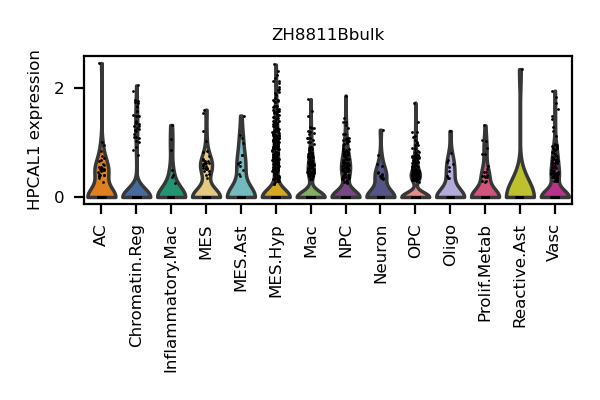 ZH8811Bbulk
HPCAL1 expression
2
0
AC
Chromatin.Reg
Inflammatory.Mac
MES
MES.Ast
MES.Hyp
Mac
NPC
Neuron
OPC
Oligo
Prolif.Metab
Reactive.Ast
Vasc